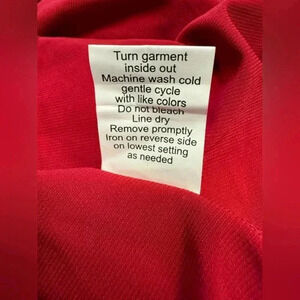 Turn garment
inside out
Machine wash cold
gentle cycle
with like colors
Do not bleach
Line dry
Remove promptly
Iron on reverse side
on lowest setting
as needed